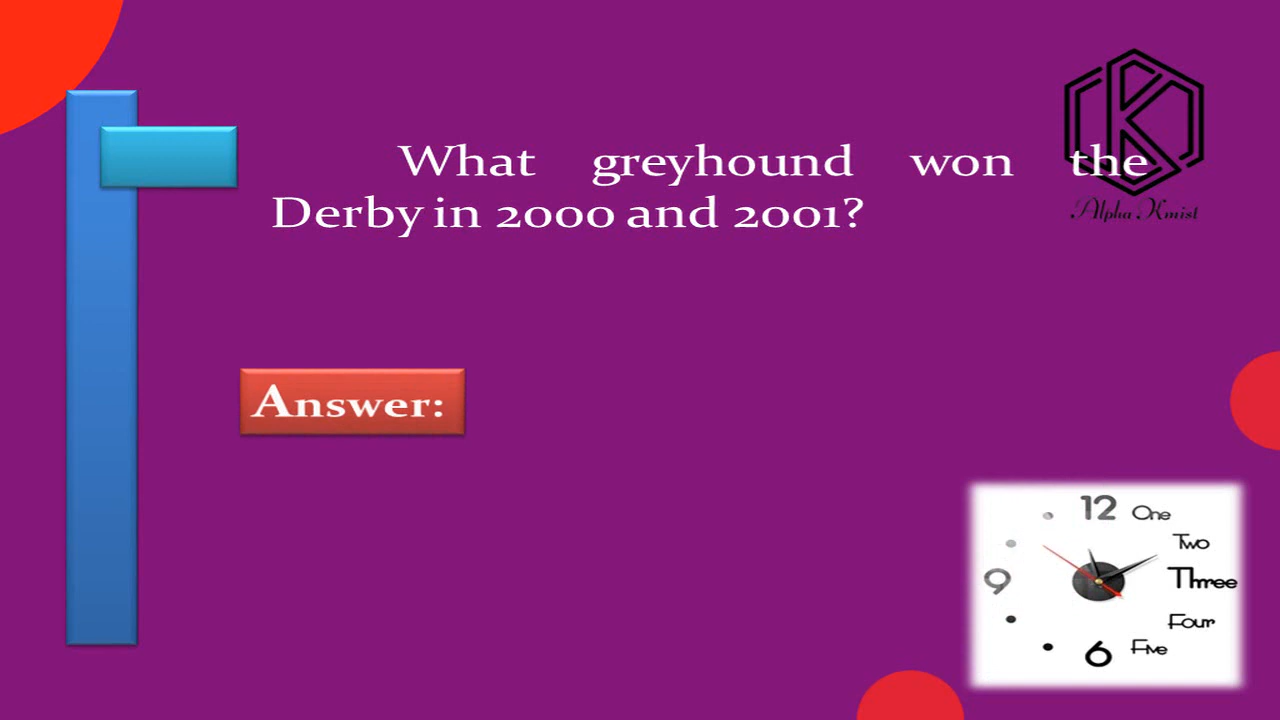 What greyhound won the
Derby in 2000 and 2001?
Alpha Kmist
Answer:
12 One
Two
9 Three
Four
6 Five